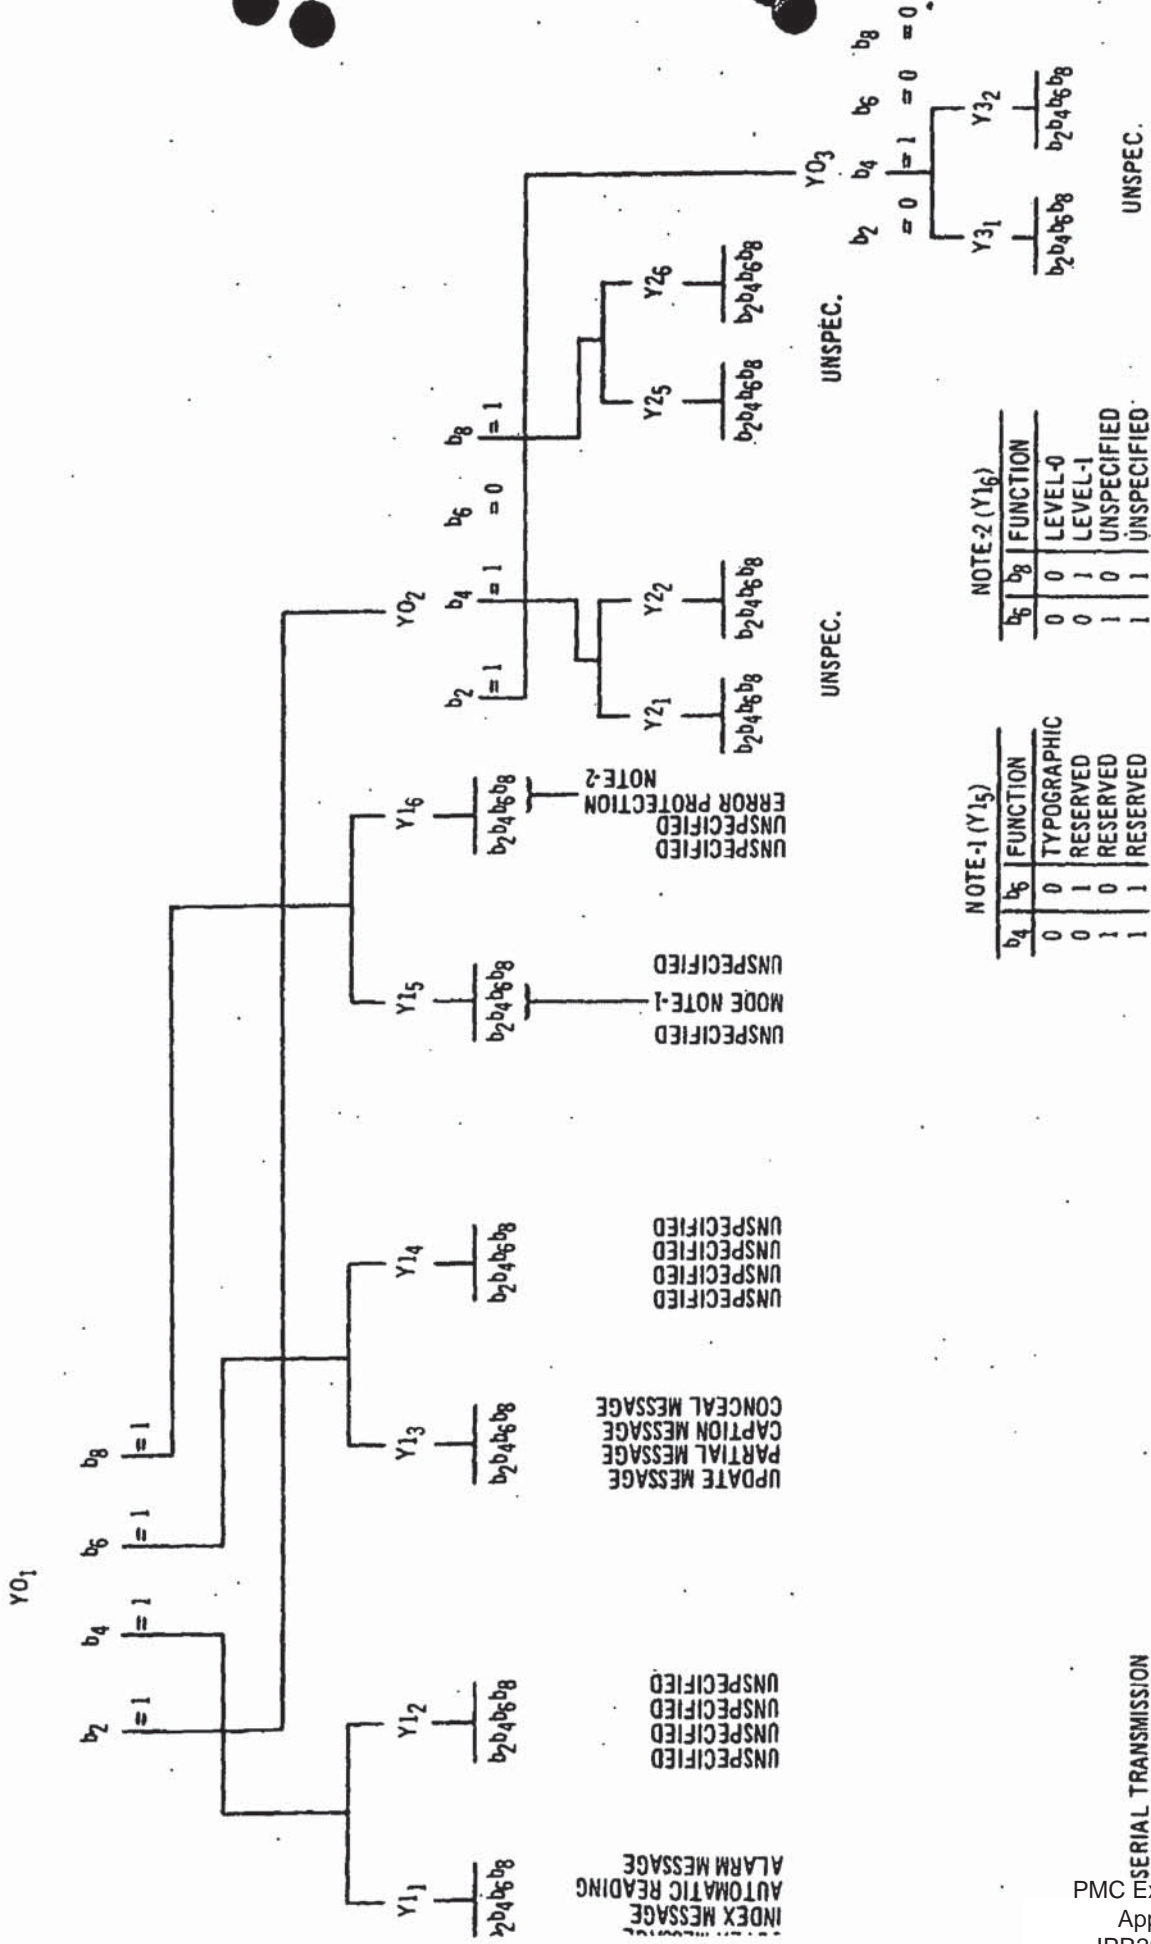 Y0₁
b₂ b₄ b₆ b₈
=1 =1 =1 =1
Y0₂
b₂ b₄ b₆ b₈
=1 =1 =0 =1
Y0₃
b₂ b₄ b₆ b₈
=0 =1 =0 =0
Y1₁
b₂b₄b₆b₈
INDEX MESSAGE
AUTOMATIC READING
ALARM MESSAGE
Y1₂
b₂b₄b₆b₈
UNSPECIFIED
UNSPECIFIED
UNSPECIFIED
UNSPECIFIED
Y1₃
b₂b₄b₆b₈
UPDATE MESSAGE
PARTIAL MESSAGE
CAPTION MESSAGE
CONCEAL MESSAGE
Y1₄
b₂b₄b₆b₈
UNSPECIFIED
UNSPECIFIED
UNSPECIFIED
UNSPECIFIED
Y1₅
b₂b₄b₆b₈
UNSPECIFIED
MODE NOTE-1
UNSPECIFIED
Y1₆
b₂b₄b₆b₈
UNSPECIFIED
UNSPECIFIED
ERROR PROTECTION
NOTE-2
Y2₁
b₂b₄b₆b₈
Y2₂
b₂b₄b₆b₈
UNSPEC.
Y2₅
b₂b₄b₆b₈
Y2₆
b₂b₄b₆b₈
UNSPEC.
Y3₁
b₂b₄b₆b₈
Y3₂
b₂b₄b₆b₈
UNSPEC.
NOTE-1 (Y1₅)
b₄ b₆ FUNCTION
0 0 TYPOGRAPHIC
0 1 RESERVED
1 0 RESERVED
1 1 RESERVED
NOTE-2 (Y1₆)
b₆ b₈ FUNCTION
0 0 LEVEL-0
0 1 LEVEL-1
1 0 UNSPECIFIED
1 1 UNSPECIFIED
SERIAL TRANSMISSION
PMC Ex
App